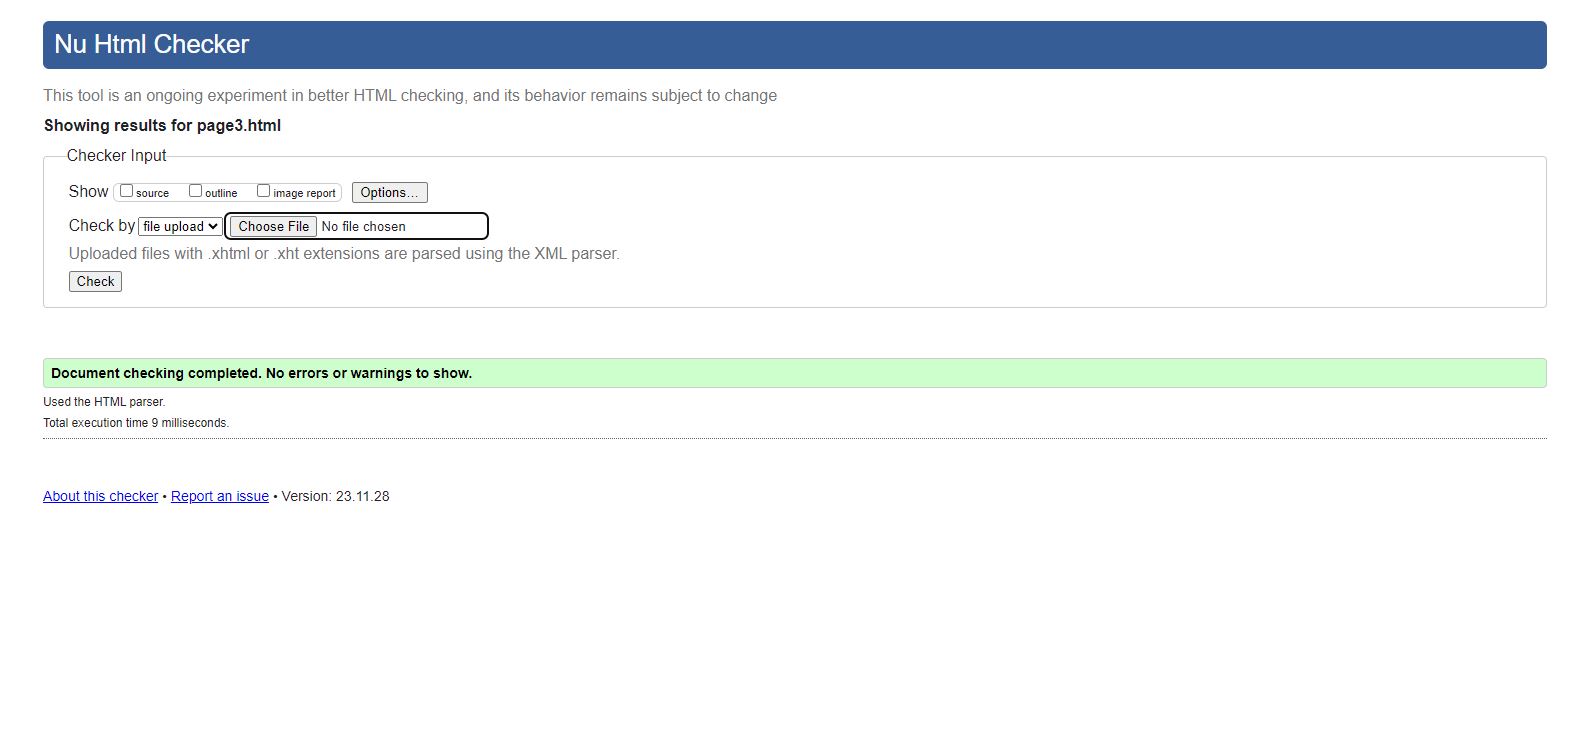 Nu Html Checker
This tool is an ongoing experiment in better HTML checking, and its behavior remains subject to change
Showing results for page3.html
Checker Input
Show source outline image report Options...
Check by file upload Choose File No file chosen
Uploaded files with .xhtml or .xht extensions are parsed using the XML parser.
Check
Document checking completed. No errors or warnings to show.
Used the HTML parser.
Total execution time 9 milliseconds.
About this checker • Report an issue • Version: 23.11.28